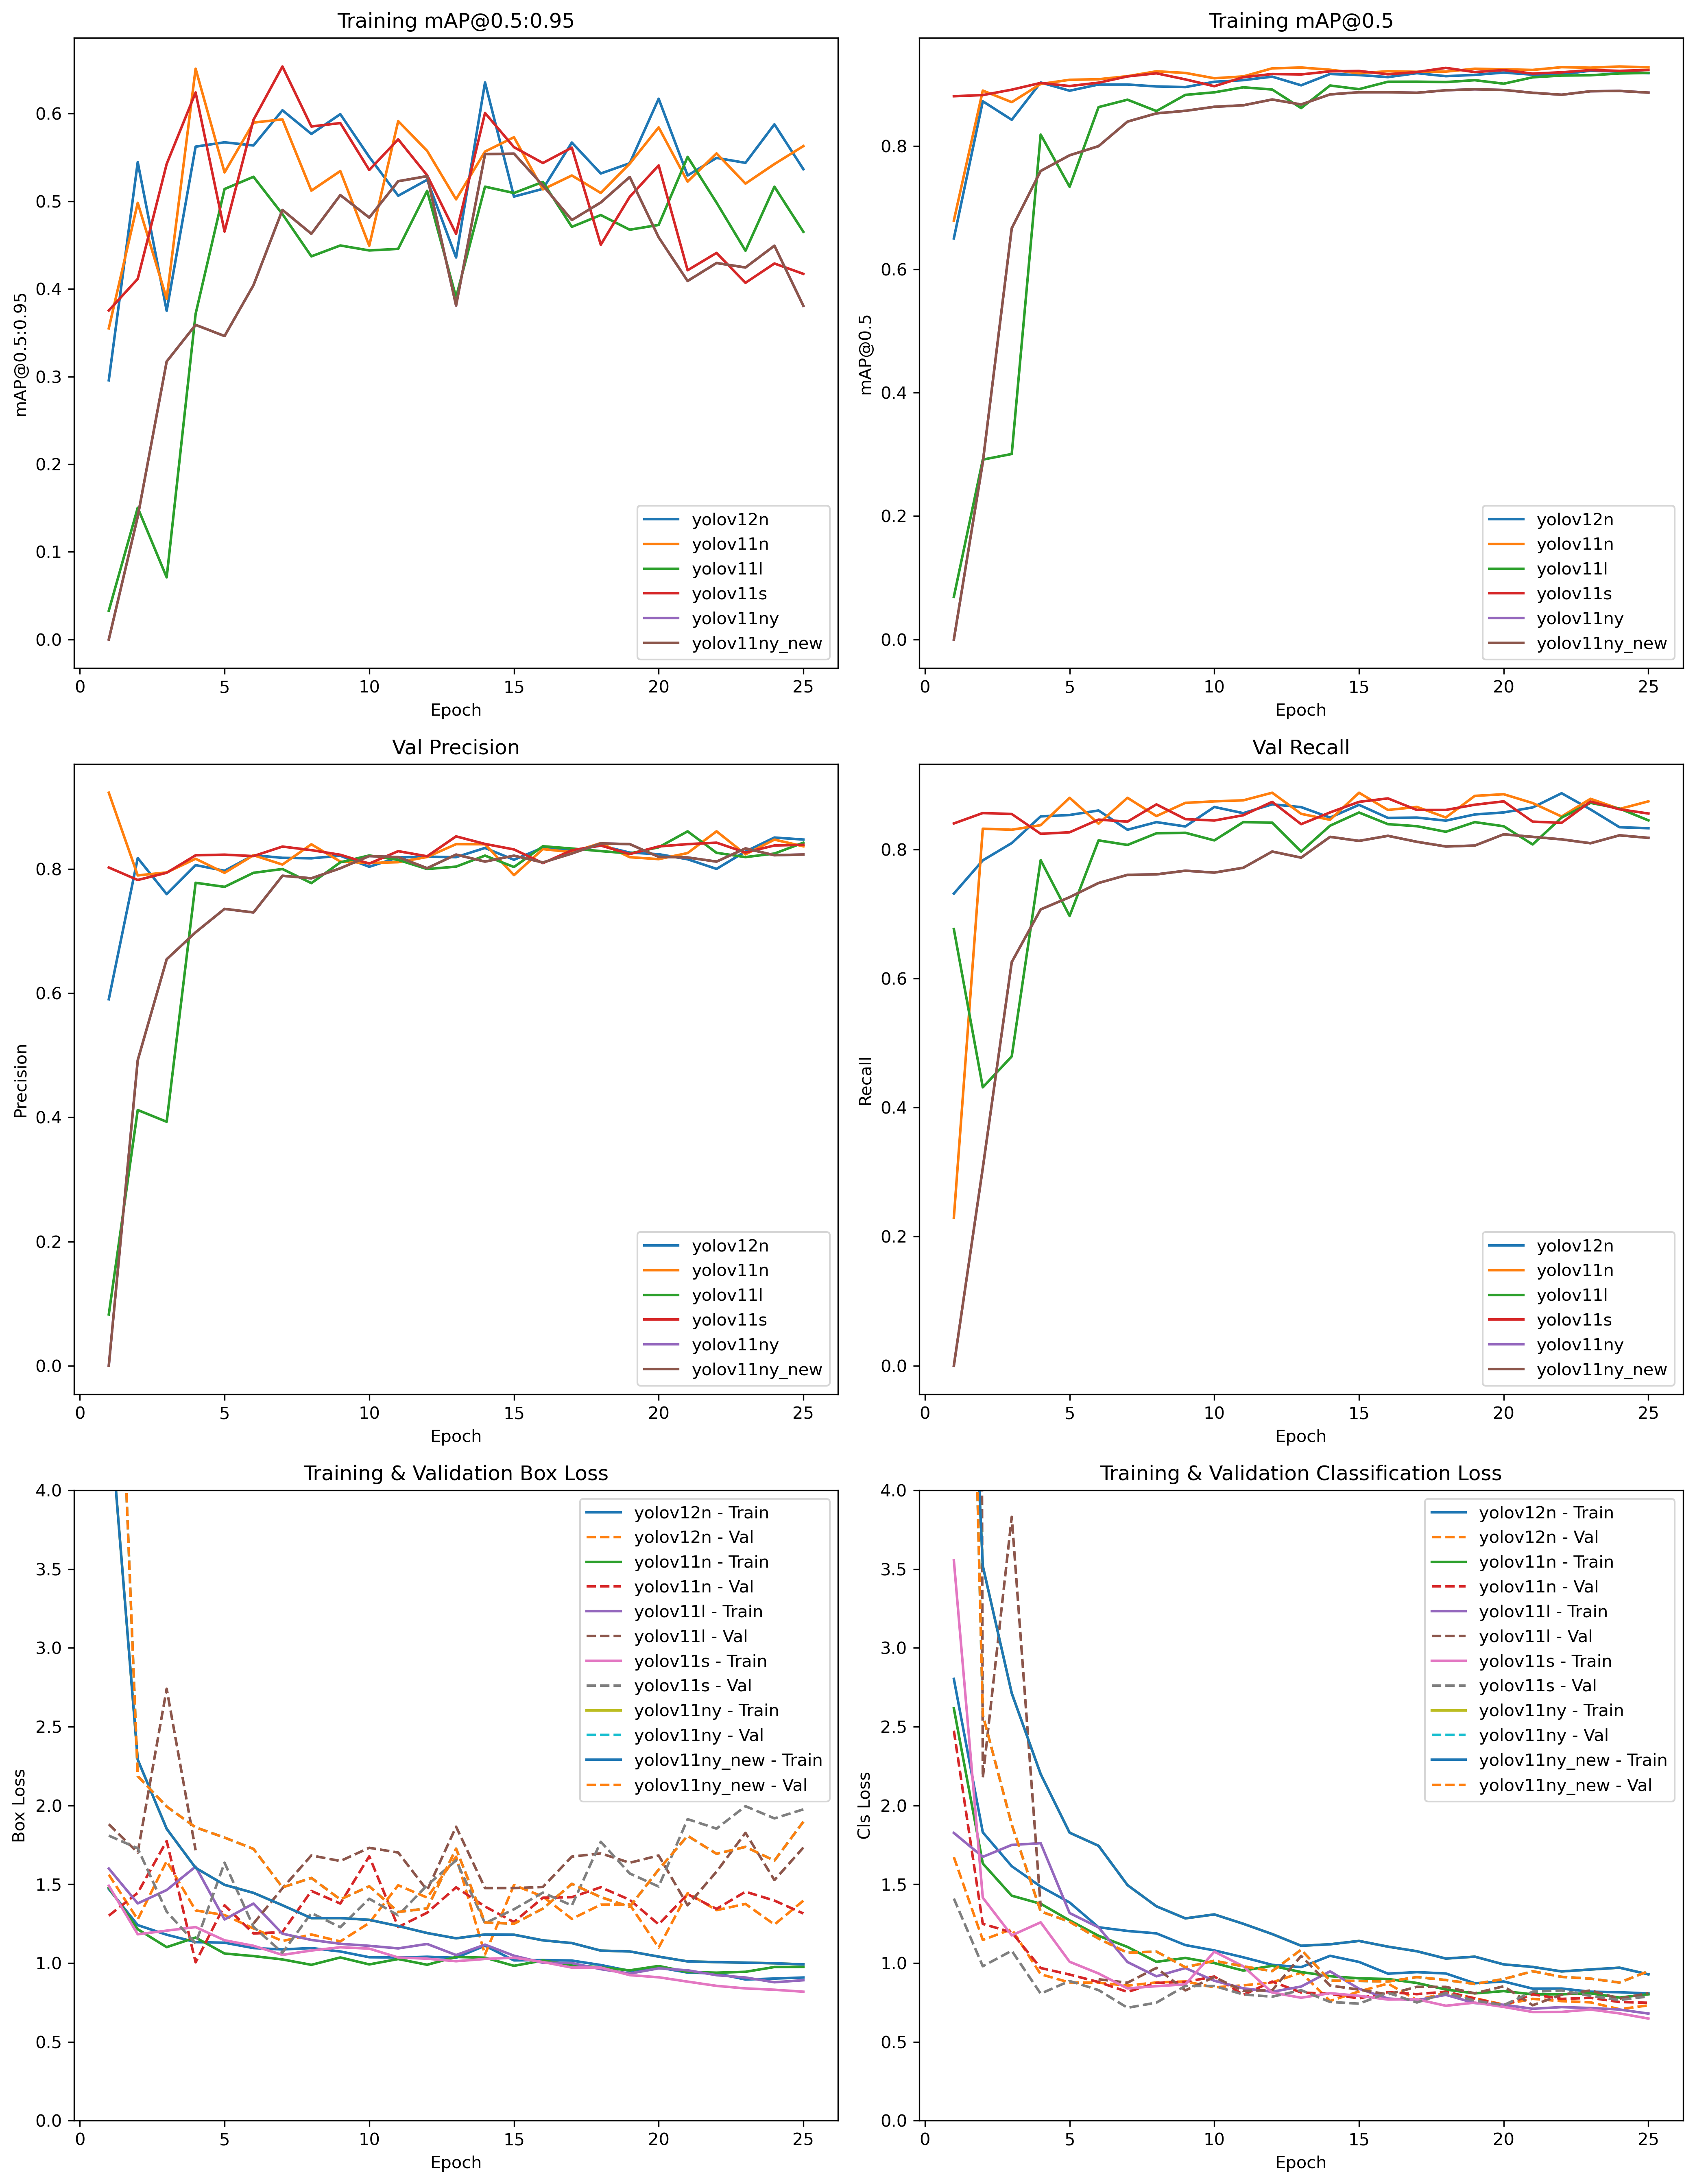 Training mAP@0.5:0.95
mAP@0.5:0.95
0.6
0.5
0.4
0.3
0.2
0.1
0.0
yolov12n
yolov11n
yolov11l
yolov11s
yolov11ny
yolov11ny_new
0 5 10 15 20 25
Epoch
Training mAP@0.5
mAP@0.5
0.8
0.6
0.4
0.2
0.0
yolov12n
yolov11n
yolov11l
yolov11s
yolov11ny
yolov11ny_new
0 5 10 15 20 25
Epoch
Val Precision
Precision
0.8
0.6
0.4
0.2
0.0
yolov12n
yolov11n
yolov11l
yolov11s
yolov11ny
yolov11ny_new
0 5 10 15 20 25
Epoch
Val Recall
Recall
0.8
0.6
0.4
0.2
0.0
yolov12n
yolov11n
yolov11l
yolov11s
yolov11ny
yolov11ny_new
0 5 10 15 20 25
Epoch
Training & Validation Box Loss
Box Loss
4.0
3.5
3.0
2.5
2.0
1.5
1.0
0.5
0.0
yolov12n - Train
yolov12n - Val
yolov11n - Train
yolov11n - Val
yolov11l - Train
yolov11l - Val
yolov11s - Train
yolov11s - Val
yolov11ny - Train
yolov11ny - Val
yolov11ny_new - Train
yolov11ny_new - Val
0 5 10 15 20 25
Epoch
Training & Validation Classification Loss
Cls Loss
4.0
3.5
3.0
2.5
2.0
1.5
1.0
0.5
0.0
yolov12n - Train
yolov12n - Val
yolov11n - Train
yolov11n - Val
yolov11l - Train
yolov11l - Val
yolov11s - Train
yolov11s - Val
yolov11ny - Train
yolov11ny - Val
yolov11ny_new - Train
yolov11ny_new - Val
0 5 10 15 20 25
Epoch